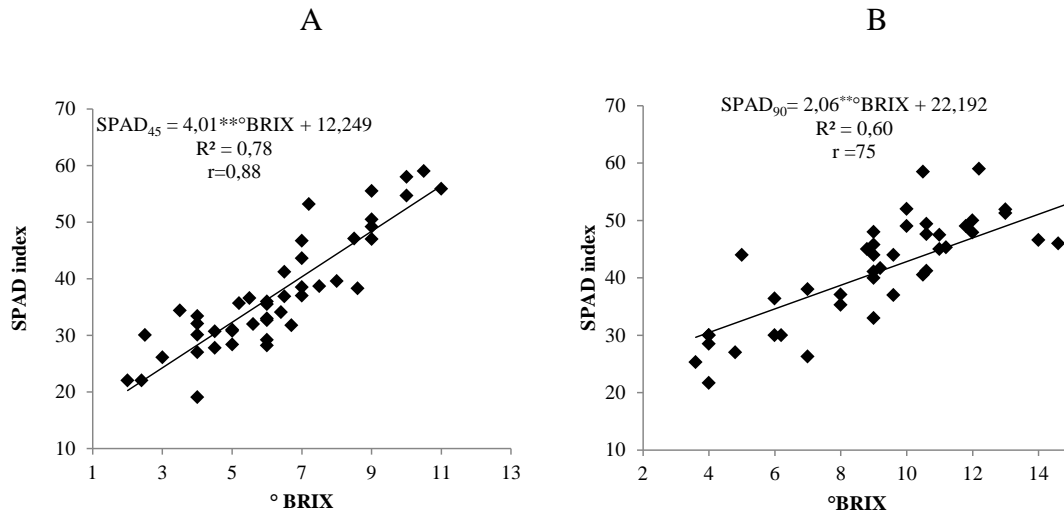 A
SPAD₄₅ = 4,01**°BRIX + 12,249
R² = 0,78
r=0,88
70
60
50
40
30
20
10
SPAD index
1 3 5 7 9 11 13
° BRIX
B
SPAD₉₀= 2,06**°BRIX + 22,192
R² = 0,60
r =75
70
60
50
40
30
20
10
SPAD index
2 4 6 8 10 12 14
°BRIX